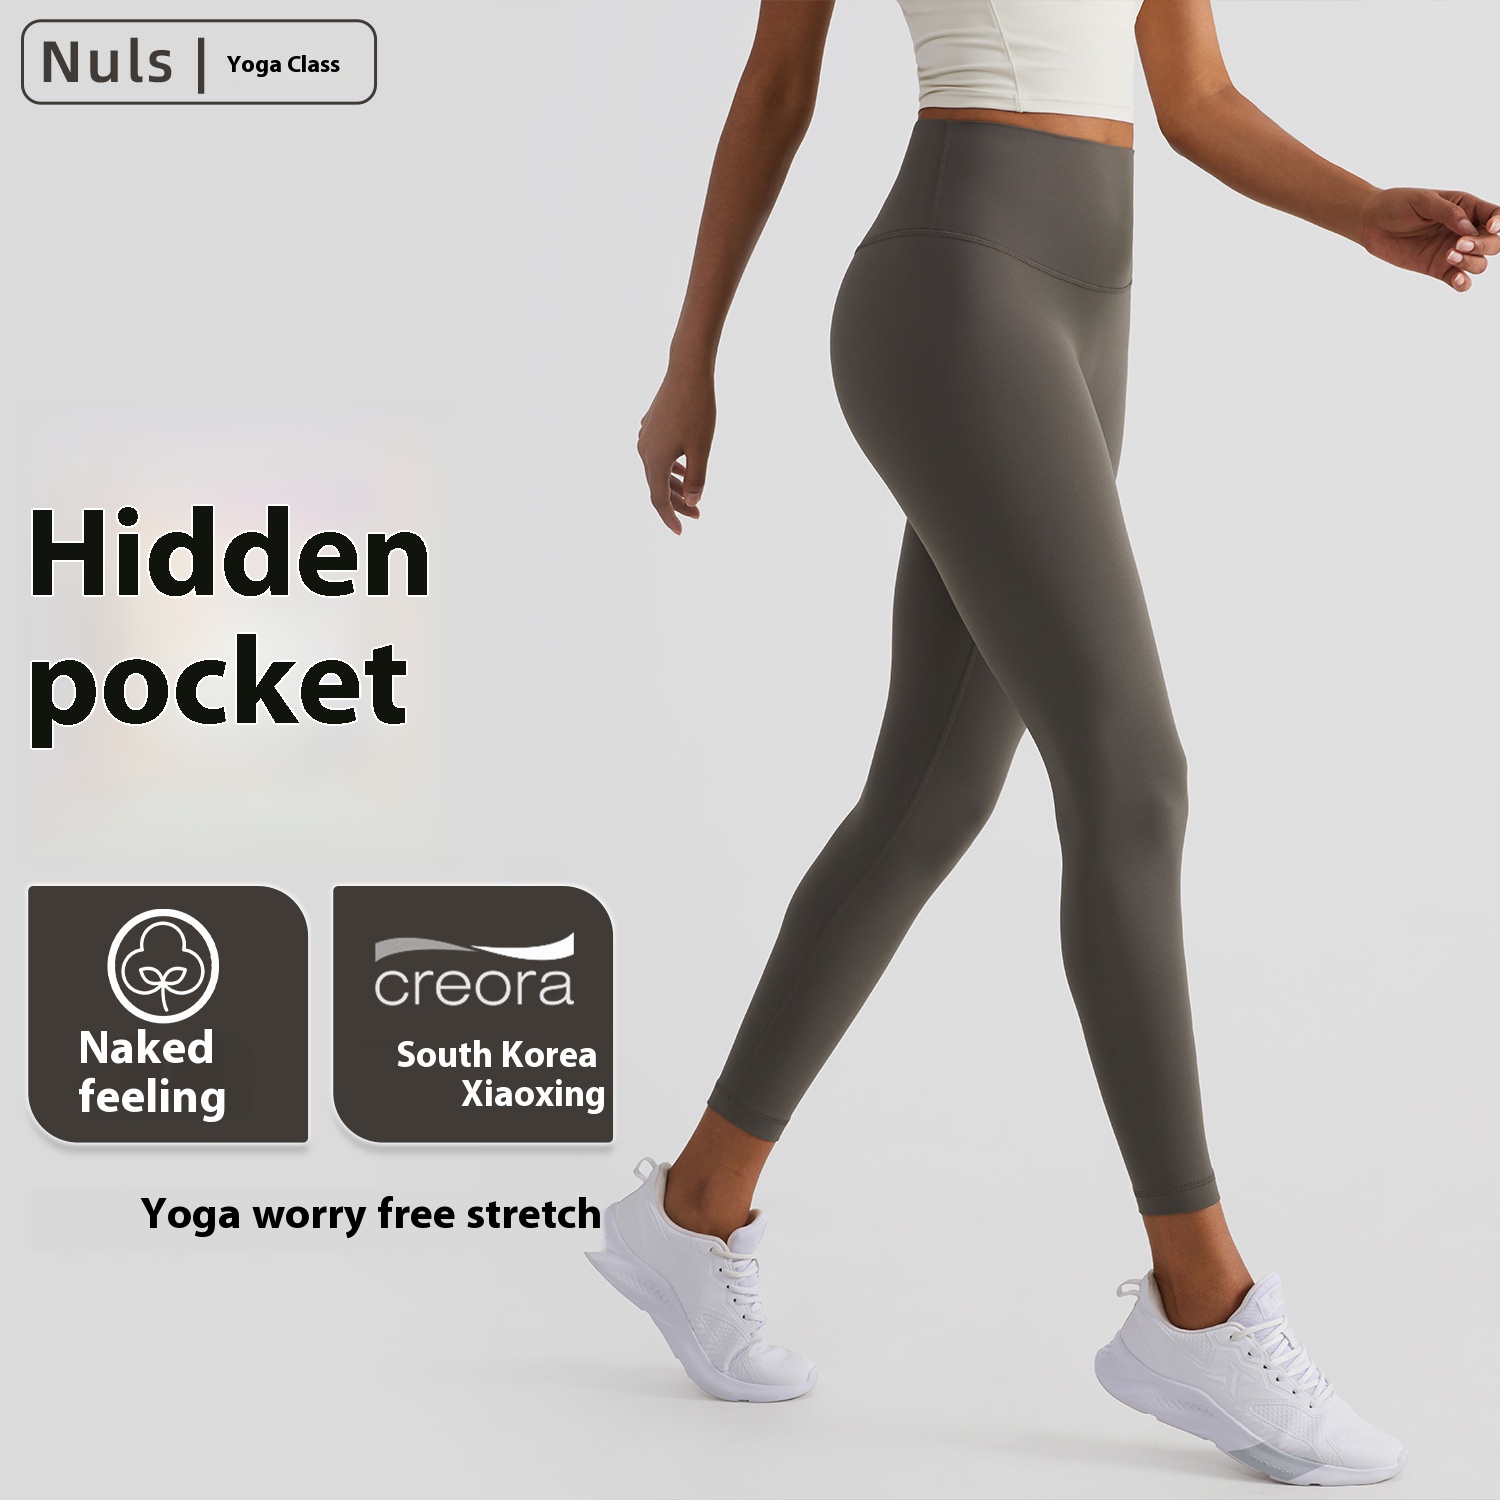 Nuls | Yoga Class
Hidden
pocket
Naked
feeling
creora
South Korea
Xiaoxing
Yoga worry free stretch